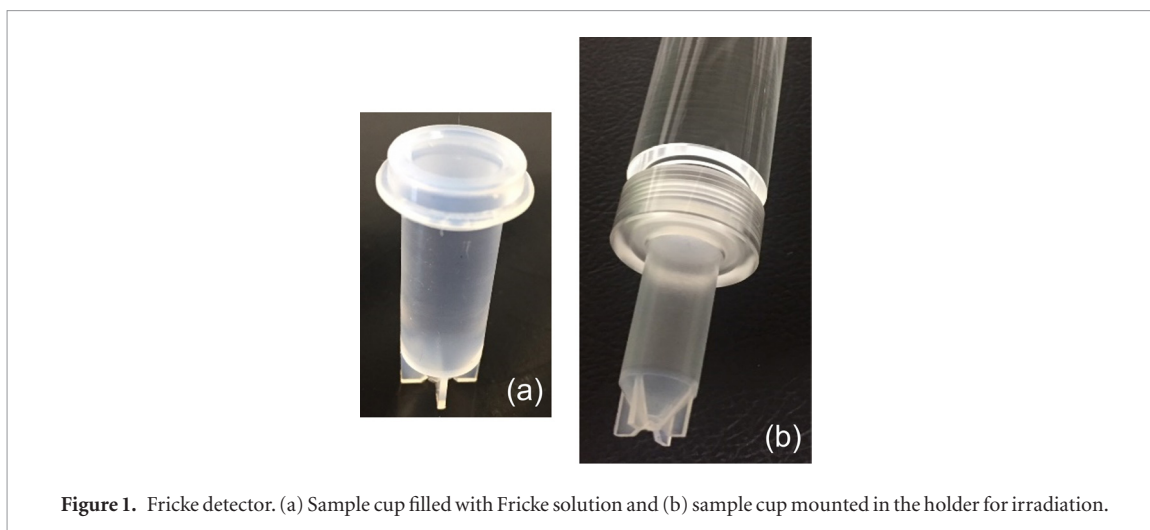 (a)
(b)
Figure 1. Fricke detector. (a) Sample cup filled with Fricke solution and (b) sample cup mounted in the holder for irradiation.